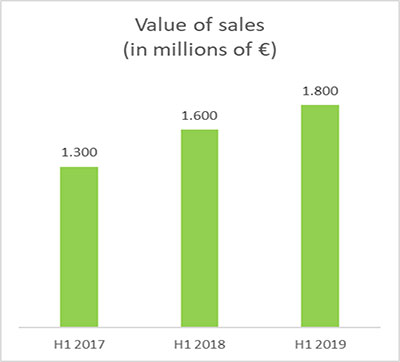 Value of sales
(in millions of €)
1.300
1.600
1.800
H1 2017
H1 2018
H1 2019